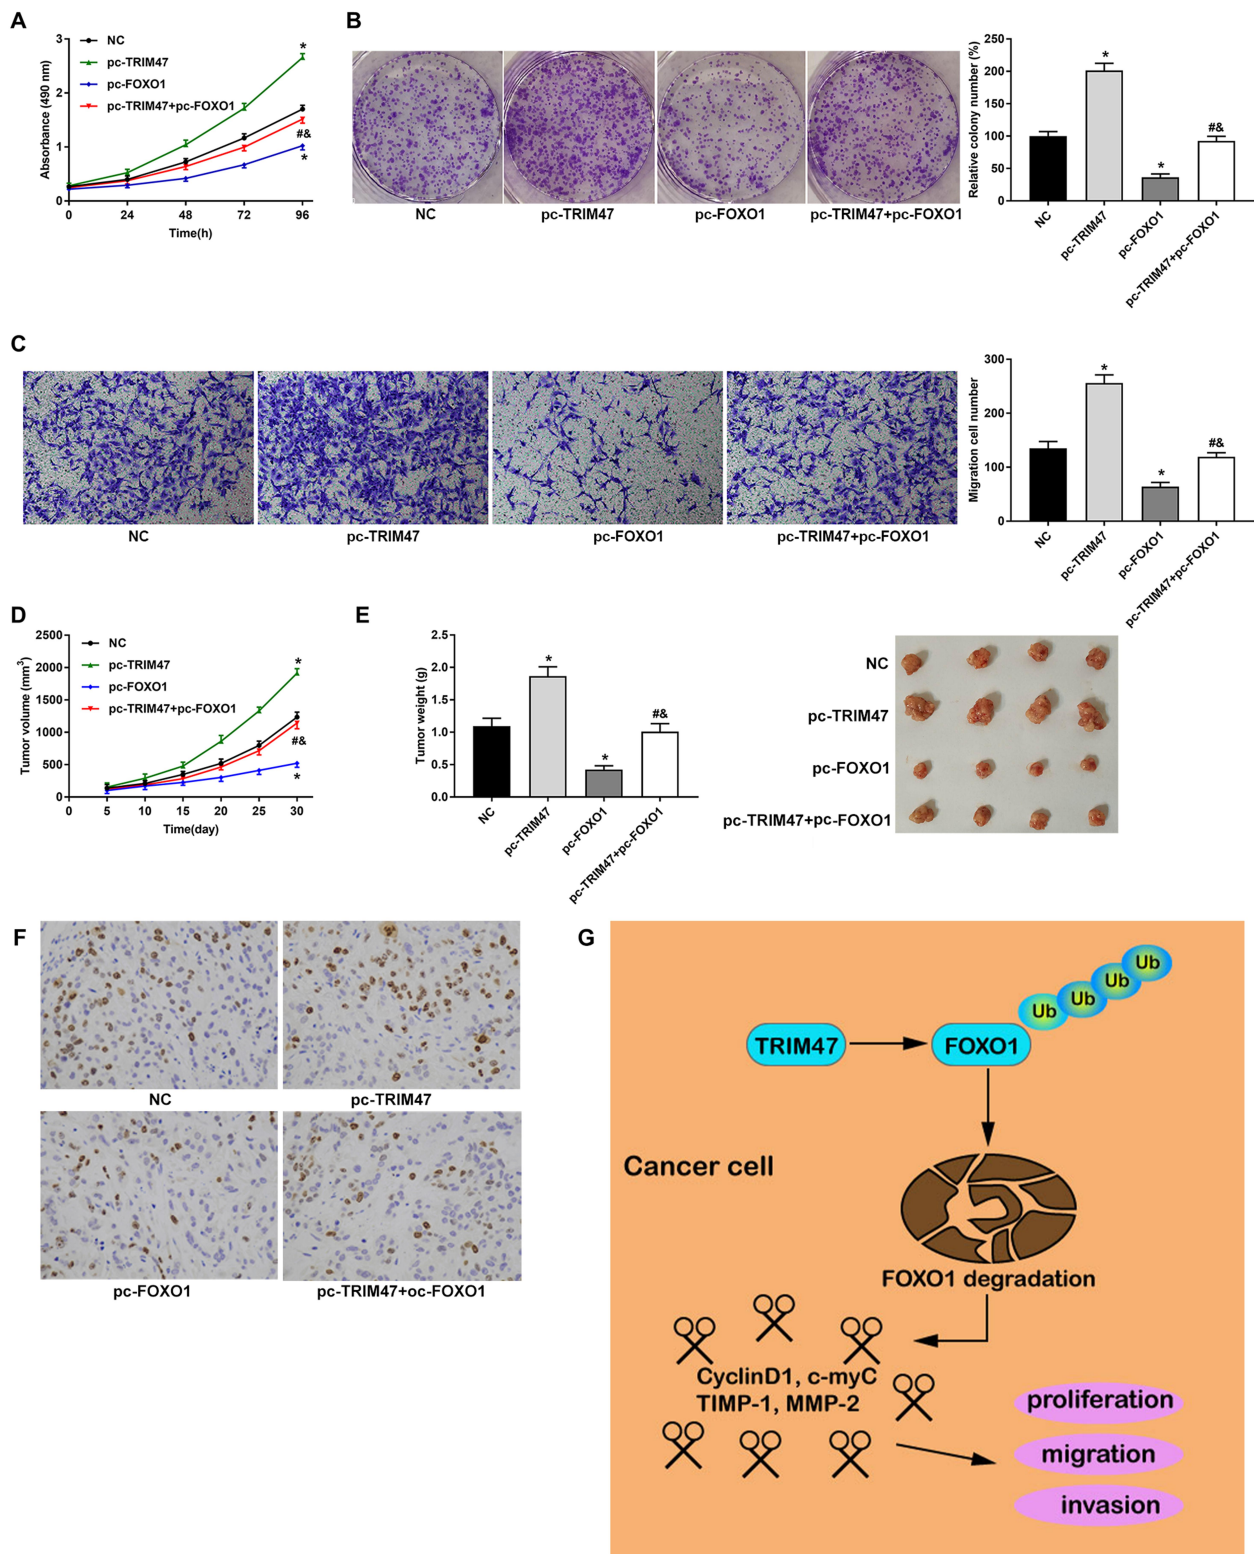 A
NC
pc-TRIM47
pc-FOXO1
pc-TRIM47+pc-FOXO1
Absorbance (490 nm)
3
2
1
0
*
#&
*
0 24 48 72 96
Time(h)
B
NC pc-TRIM47 pc-FOXO1 pc-TRIM47+pc-FOXO1
Relative colony number (%)
250
200
150
100
50
0
*
*
#&
NC pc-TRIM47 pc-FOXO1 pc-TRIM47+pc-FOXO1
C
NC pc-TRIM47 pc-FOXO1 pc-TRIM47+pc-FOXO1
Migration cell number
300
200
100
0
*
*
#&
NC pc-TRIM47 pc-FOXO1 pc-TRIM47+pc-FOXO1
D
NC
pc-TRIM47
pc-FOXO1
pc-TRIM47+pc-FOXO1
Tumor volume (mm³)
2500
2000
1500
1000
500
0
*
#&
*
0 5 10 15 20 25 30
Time(day)
E
Tumor weight (g)
2.5
2.0
1.5
1.0
0.5
0.0
*
*
#&
NC pc-TRIM47 pc-FOXO1 pc-TRIM47+pc-FOXO1
NC
pc-TRIM47
pc-FOXO1
pc-TRIM47+pc-FOXO1
F
NC pc-TRIM47
pc-FOXO1 pc-TRIM47+oc-FOXO1
G
Ub
Ub
Ub
Ub
TRIM47 FOXO1
Cancer cell
FOXO1 degradation
CyclinD1, c-myC
TIMP-1, MMP-2
proliferation
migration
invasion